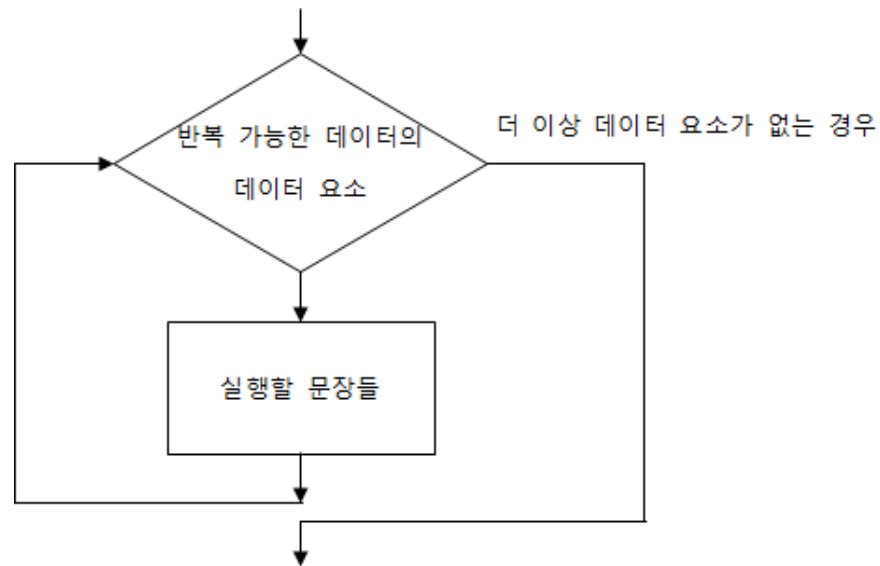 반복 가능한 데이터의
데이터 요소
더 이상 데이터 요소가 없는 경우
실행할 문장들